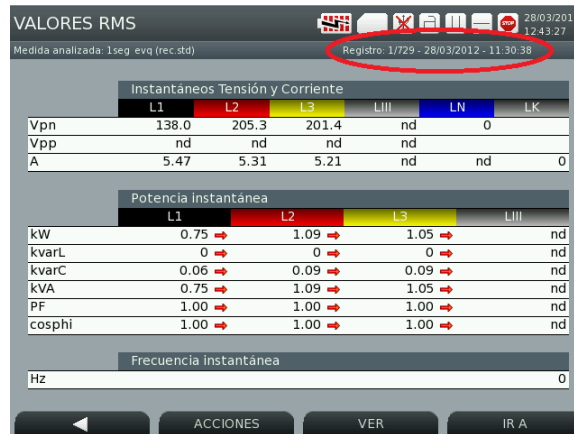 VALORES RMS
STOP
28/03/201
12:43:27
Medida analizada: 1seg_evq (rec.std)
Registro: 1/729 - 28/03/2012 - 11:30:38
Instantáneos Tensión y Corriente
L1 L2 L3 LIII LN LK
Vpn 138.0 205.3 201.4 nd 0
Vpp nd nd nd nd
A 5.47 5.31 5.21 nd nd 0
Potencia instantánea
L1 L2 L3 LIII
kW 0.75 1.09 1.05 nd
kvarL 0 0 0 nd
kvarC 0.06 0.09 0.09 nd
kVA 0.75 1.09 1.05 nd
PF 1.00 1.00 1.00 nd
cosphi 1.00 1.00 1.00 nd
Frecuencia instantánea
Hz 0
ACCIONES VER IR A